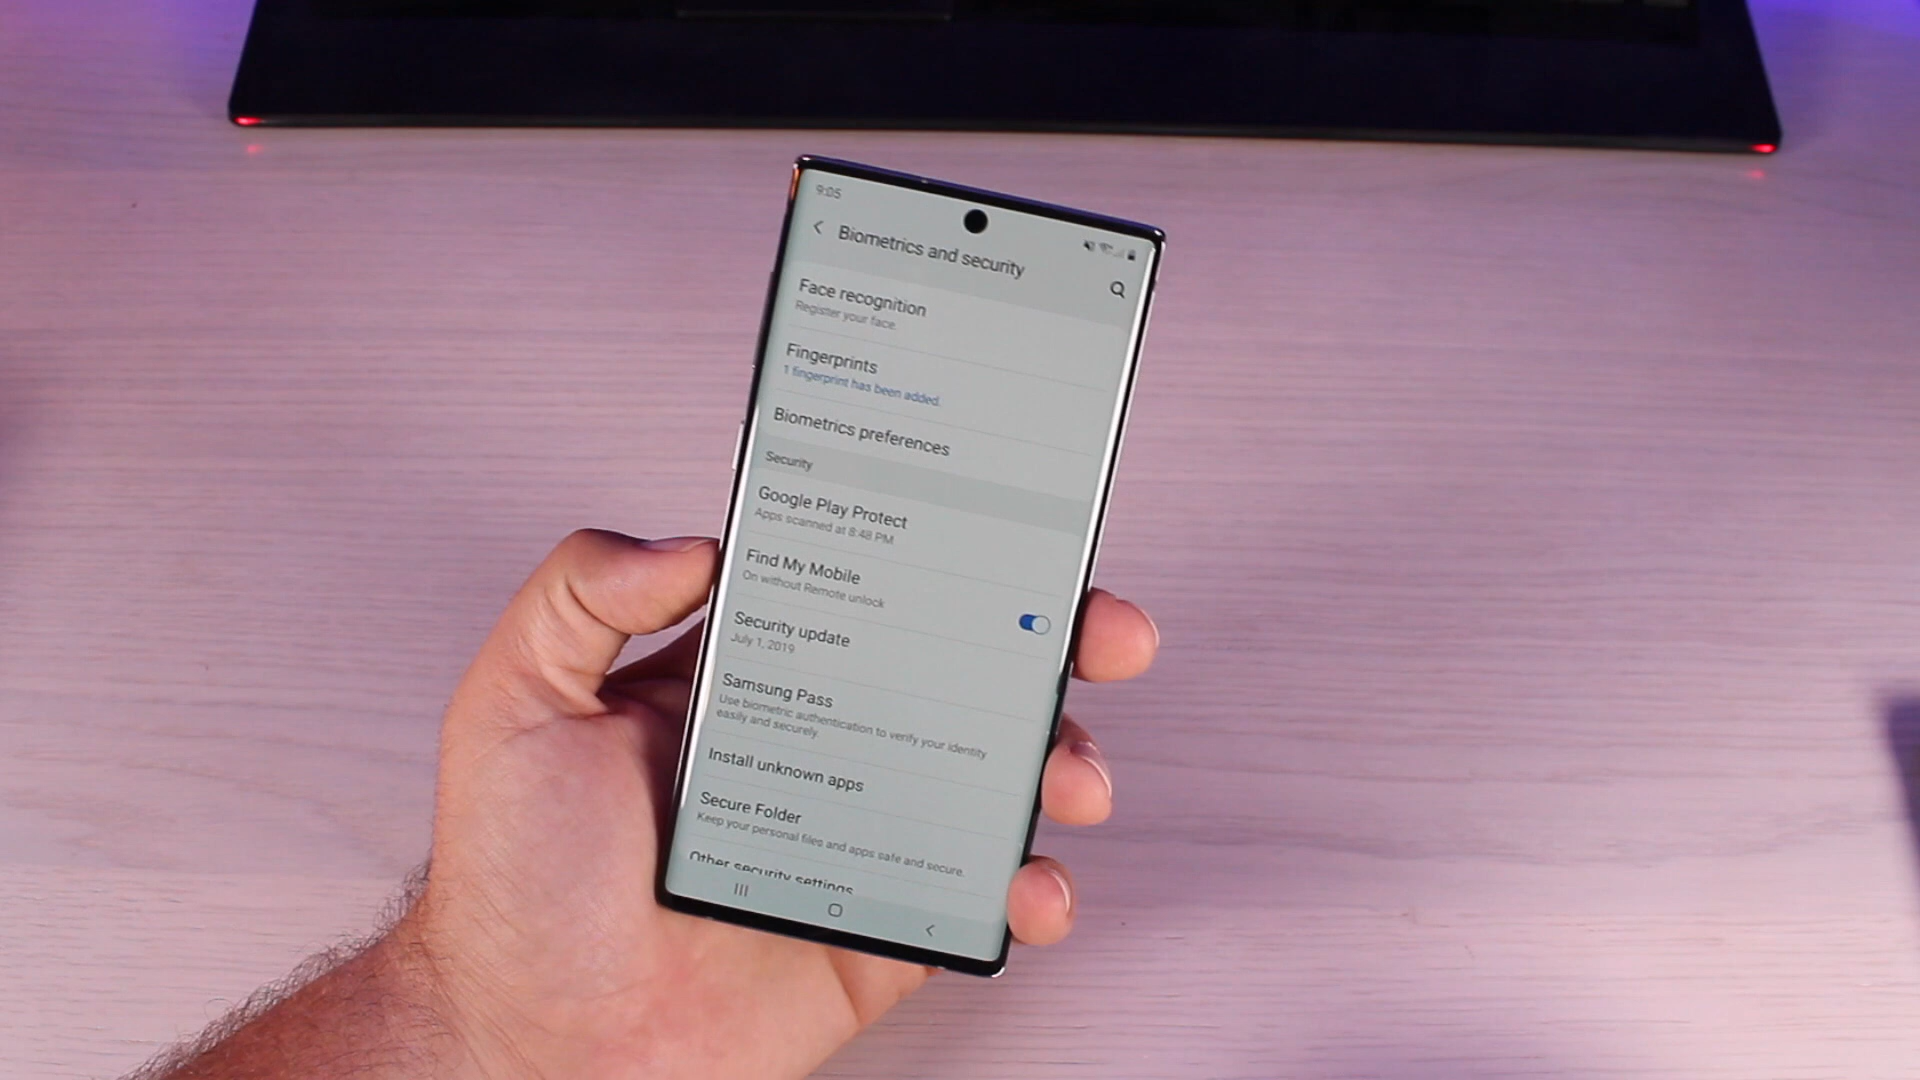 9:05
Biometrics and security
Face recognition
Register your face.
Fingerprints
1 fingerprint has been added.
Biometrics preferences
Security
Google Play Protect
Apps scanned at 8:48 PM
Find My Mobile
On without Remote unlock
Security update
July 1, 2019
Samsung Pass
Use biometric authentication to verify your identity
easily and securely.
Install unknown apps
Secure Folder
Keep your personal files and apps safe and secure.
Other security settings